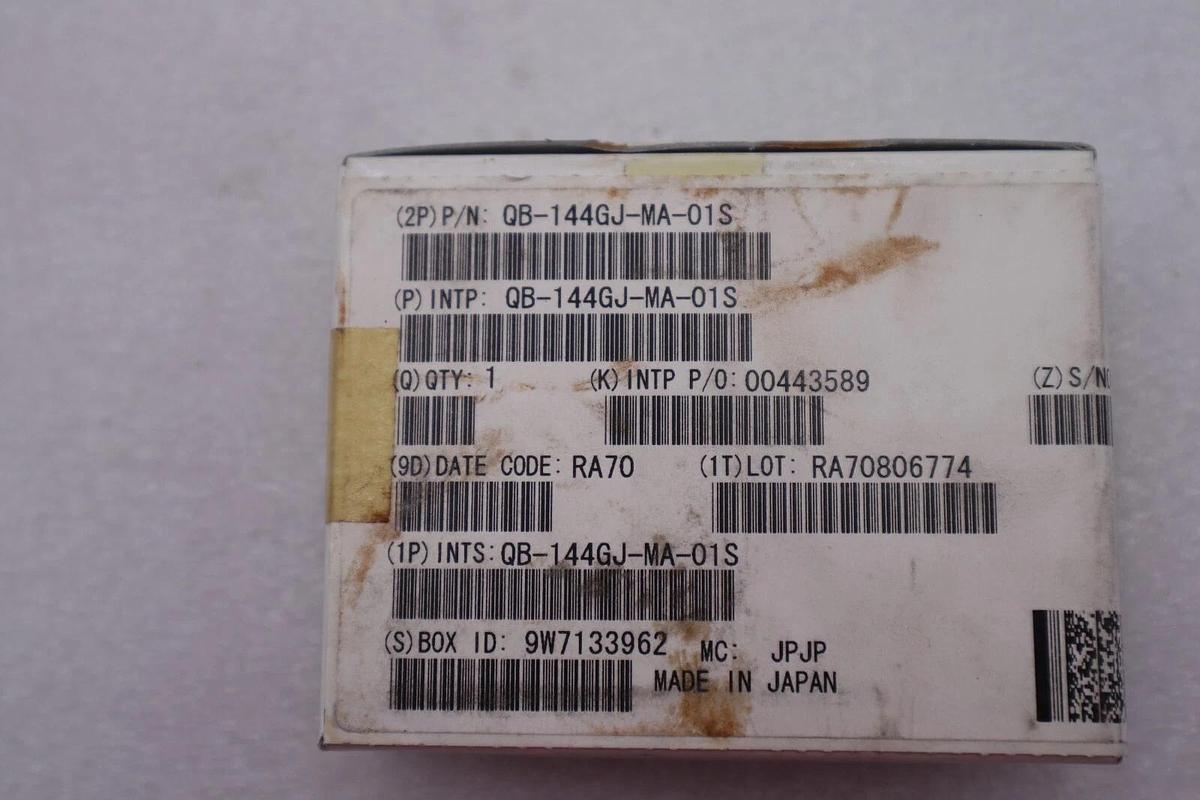 (2P)P/N: QB-144GJ-MA-01S
(P)INTP: QB-144GJ-MA-01S
(Q)QTY: 1 (K)INTP P/O:00443589 (Z)S/N
(9D)DATE CODE: RA70 (1T)LOT: RA70806774
(1P)INTS:QB-144GJ-MA-01S
(S)BOX ID: 9W7133962 MC: JPJP
MADE IN JAPAN